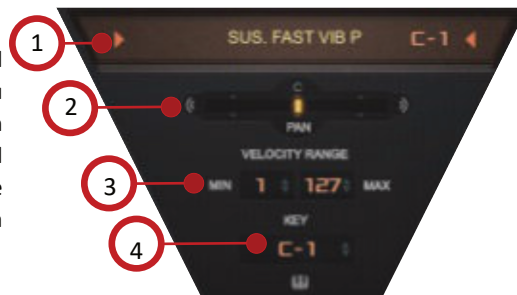 1 SUS. FAST VIB P C-1
C
2
PAN
VELOCITY RANGE
3 MIN 1 127 MAX
KEY
4 C-1